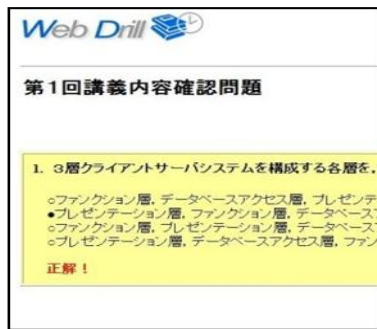 Web Drill
第1回講義内容確認問題
1. 3層クライアントサーバシステムを構成する各層を,
○ファンクション層, データベースアクセス層, プレゼンテ
●プレゼンテーション層, ファンクション層, データベース
○ファンクション層, プレゼンテーション層, データベース
○プレゼンテーション層, データベースアクセス層, ファン
正解！